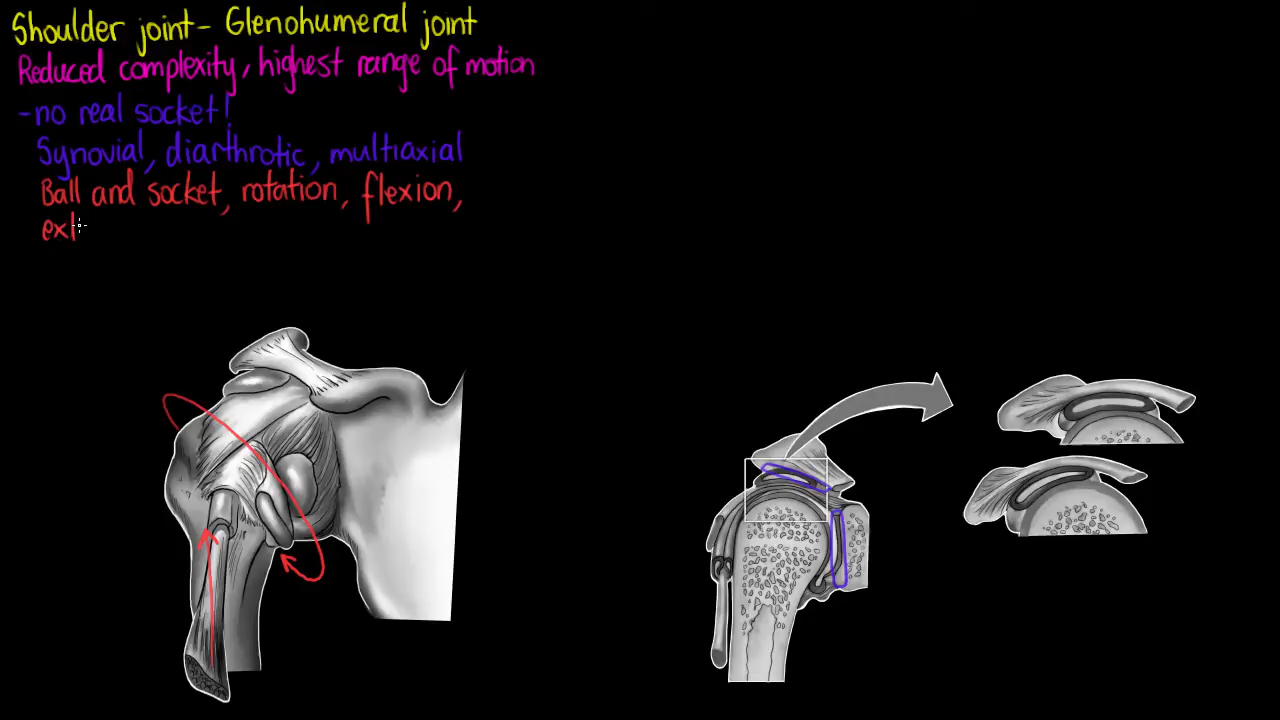 Shoulder joint- Glenohumeral joint
Reduced complexity, highest range of motion
-no real socket!
Synovial, diarthrotic, multiaxial
Ball and socket, rotation, flexion,
ext